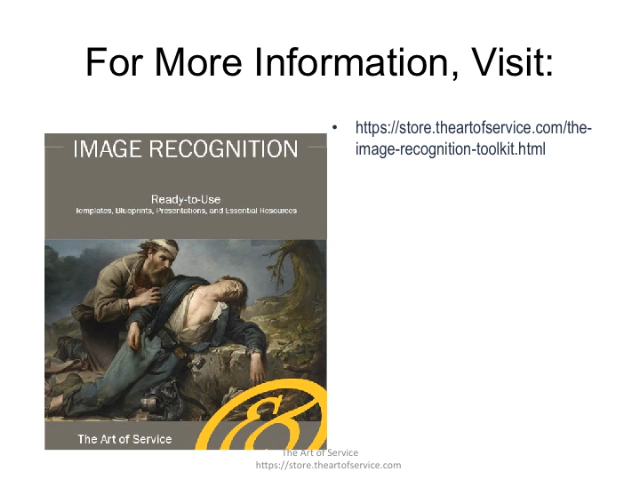 For More Information, Visit:
• https://store.theartofservice.com/the-
image-recognition-toolkit.html
IMAGE RECOGNITION
Ready-to-Use
Templates, Blueprints, Presentations, and Essential Resources
The Art of Service
The Art of Service
https://store.theartofservice.com